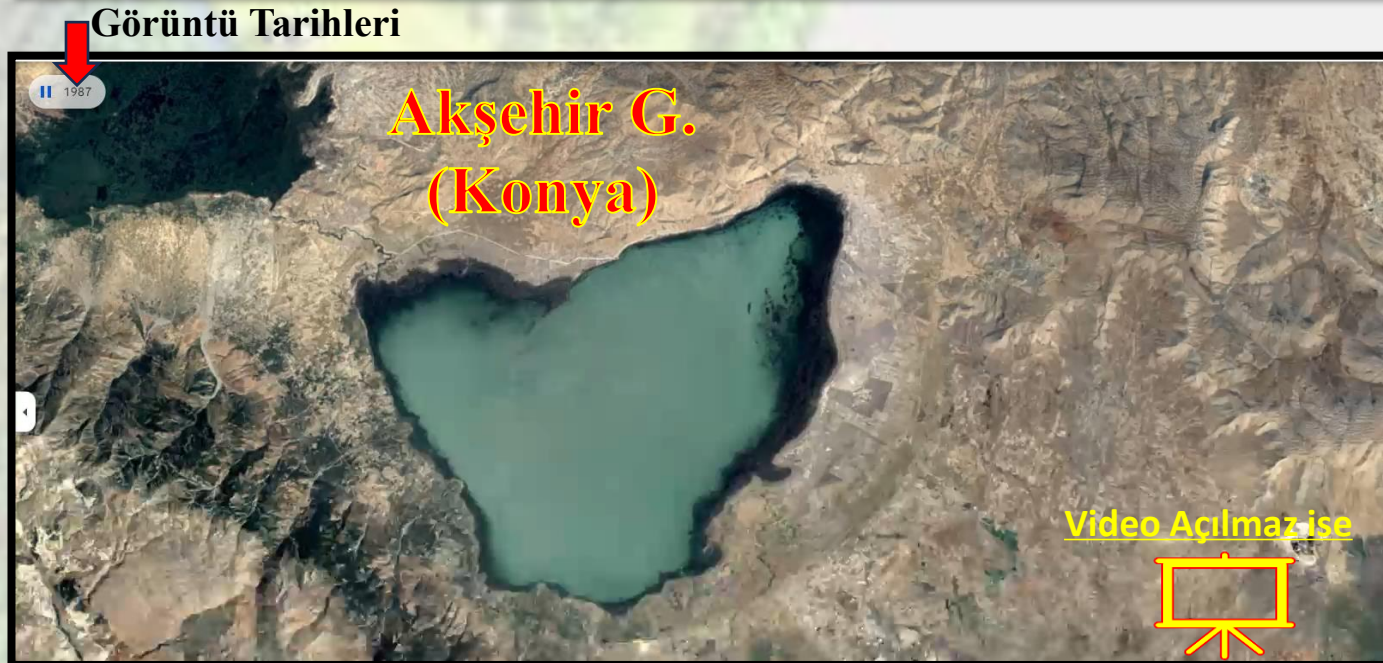 Görüntü Tarihleri
1987
Akşehir G.
(Konya)
Video Açılmaz ise